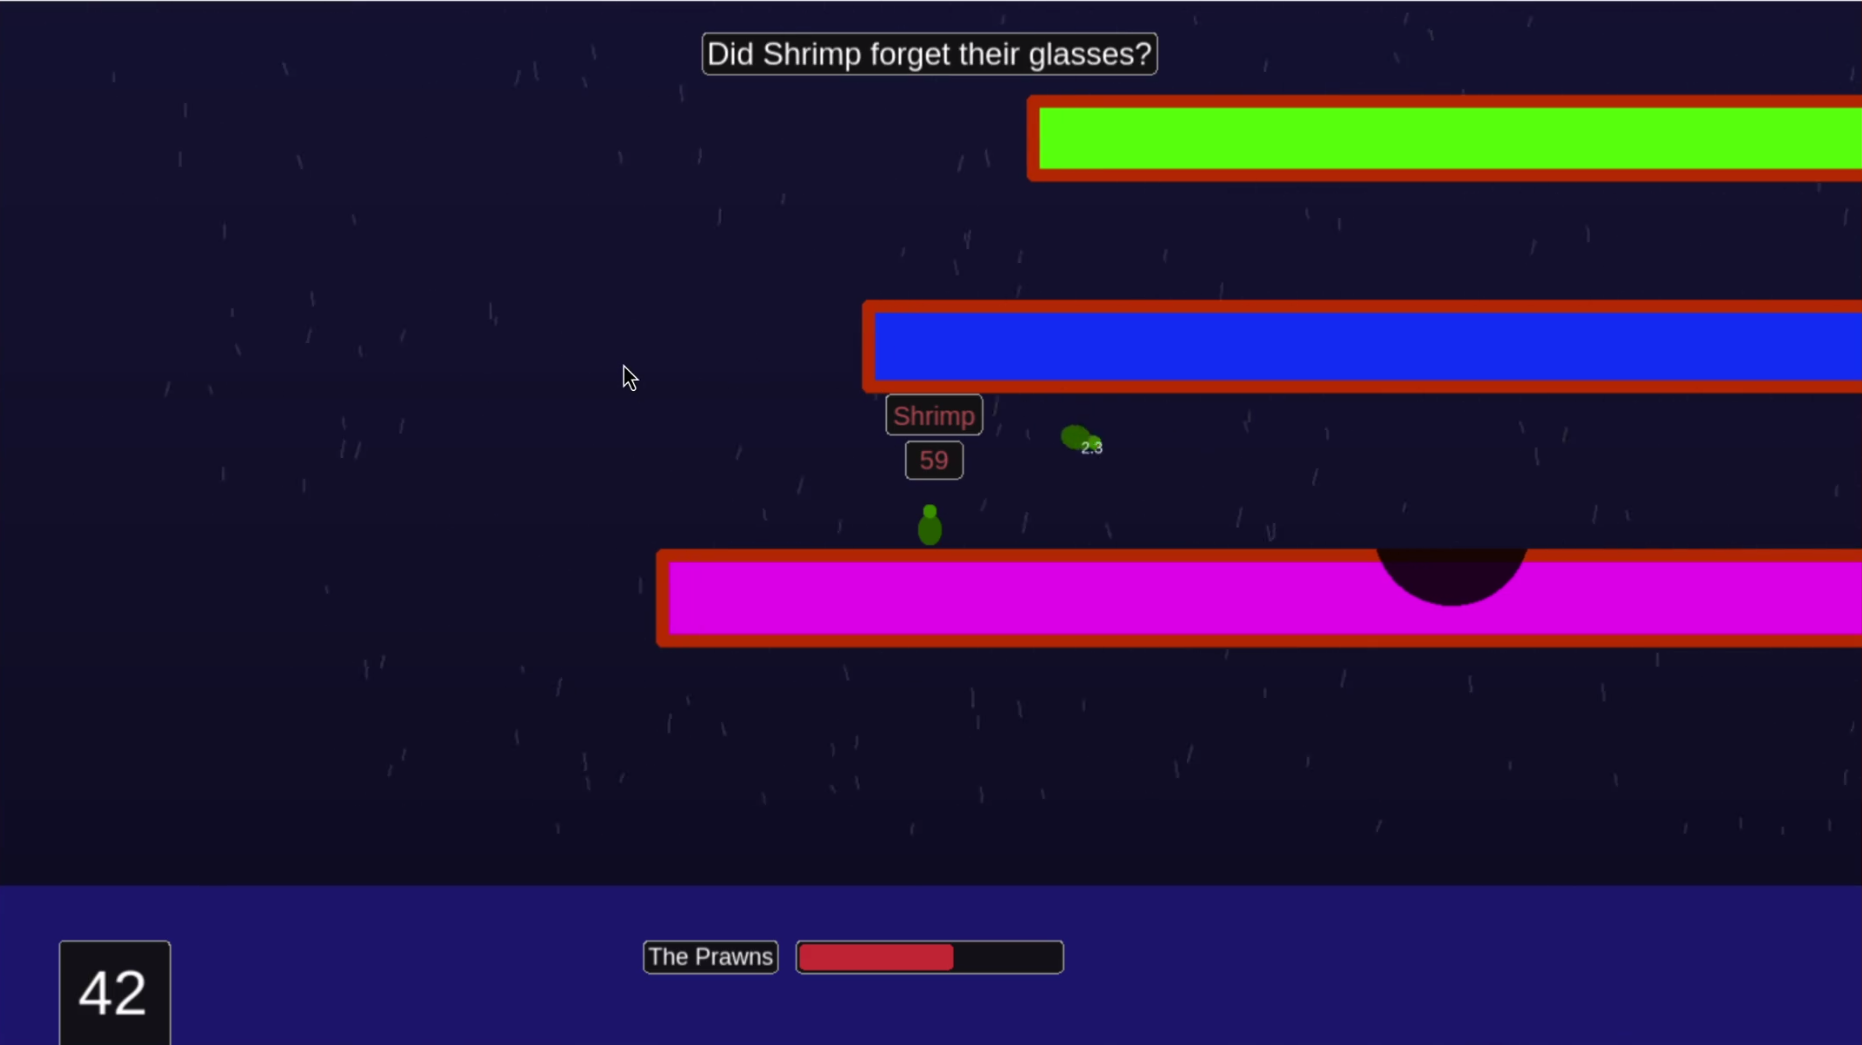 Did Shrimp forget their glasses?
Shrimp
59
2.3
The Prawns
42